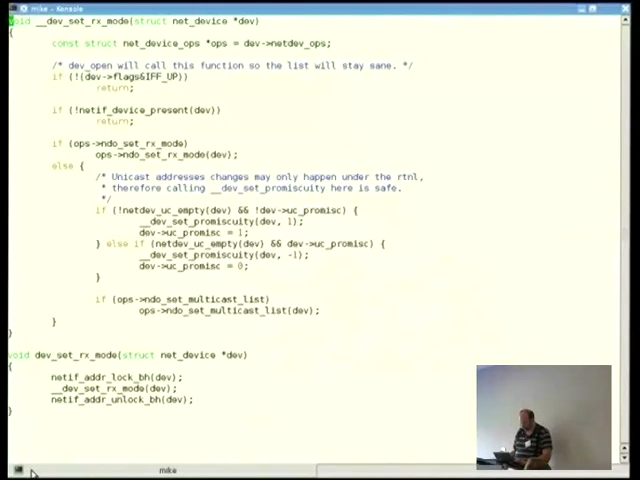 mike - Konsole
void __dev_set_rx_mode(struct net_device *dev)
{
const struct net_device_ops *ops = dev->netdev_ops;
/* dev_open will call this function so the list will stay sane. */
if (!(dev->flags&IFF_UP))
return;
if (!netif_device_present(dev))
return;
if (ops->ndo_set_rx_mode)
ops->ndo_set_rx_mode(dev);
else {
/* Unicast addresses changes may only happen under the rtnl,
* therefore calling __dev_set_promiscuity here is safe.
*/
if (!netdev_uc_empty(dev) && !dev->uc_promisc) {
__dev_set_promiscuity(dev, 1);
dev->uc_promisc = 1;
} else if (netdev_uc_empty(dev) && dev->uc_promisc) {
__dev_set_promiscuity(dev, -1);
dev->uc_promisc = 0;
}
if (ops->ndo_set_multicast_list)
ops->ndo_set_multicast_list(dev);
}
}
void dev_set_rx_mode(struct net_device *dev)
{
netif_addr_lock_bh(dev);
__dev_set_rx_mode(dev);
netif_addr_unlock_bh(dev);
}
mike